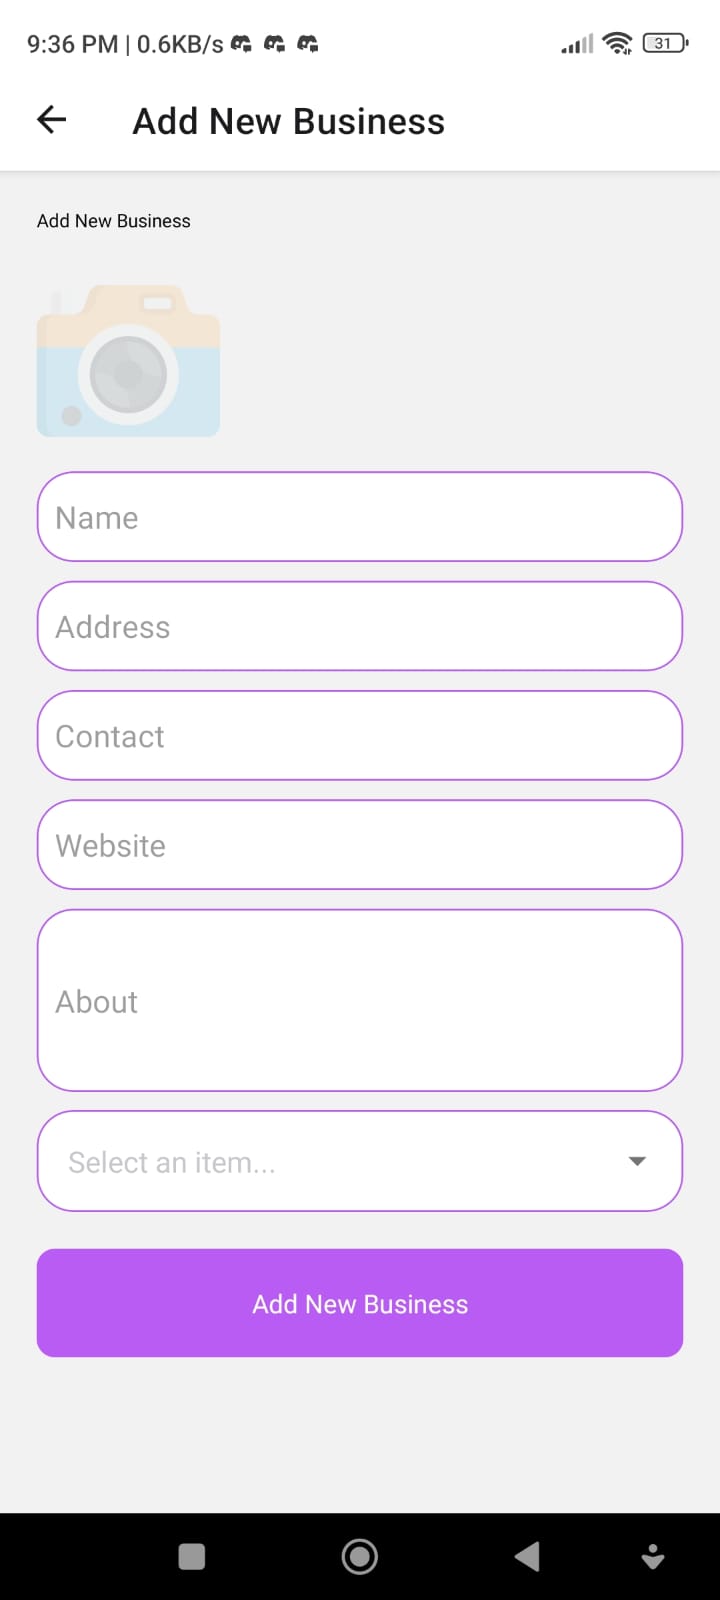 9:36 PM | 0.6KB/s 31
Add New Business
Add New Business
Name
Address
Contact
Website
About
Select an item...
Add New Business